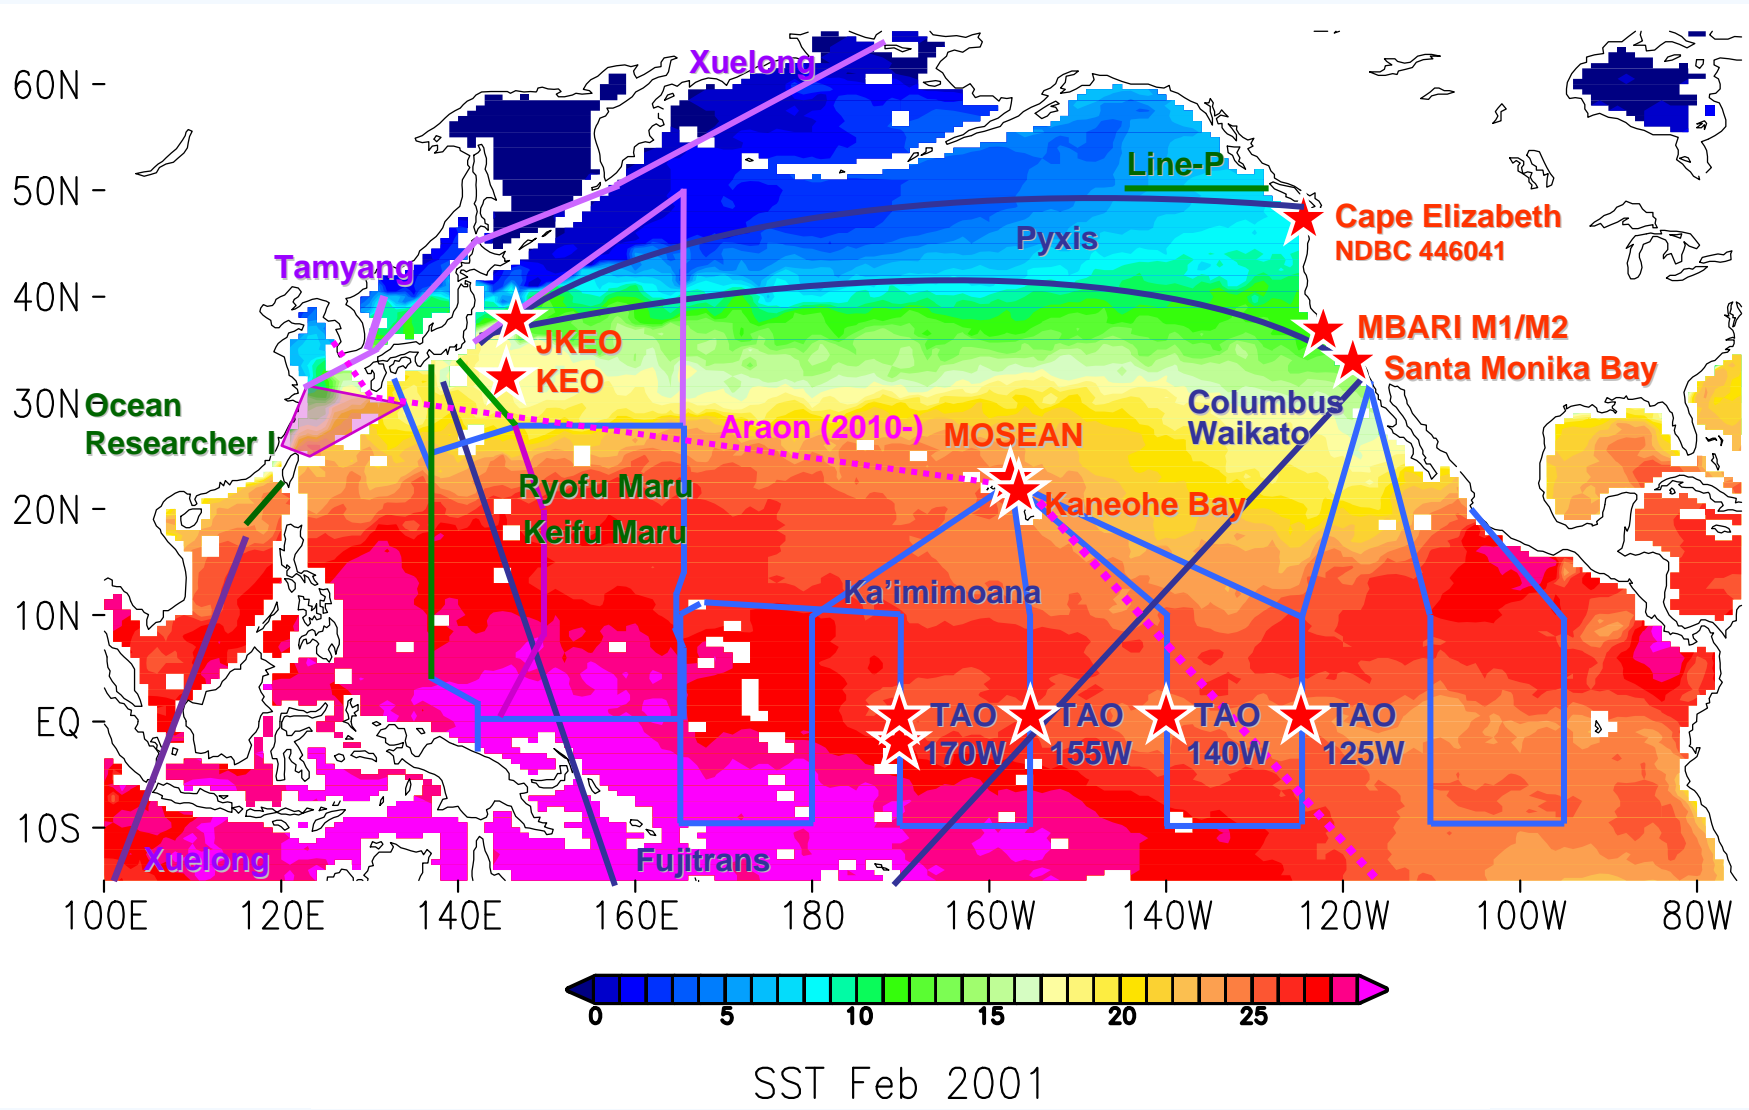 Xuelong
60N
Line-P
50N
Cape Elizabeth
Pyxis
NDBC 446041
Tamyang
40N
MBARI M1/M2
JKEO
Santa Monika Bay
KEO
30N
Ocean
Researcher I
Columbus
Waikato
Araon (2010-)
MOSEAN
Ryofu Maru
Kaneohe Bay
20N
Keifu Maru
Ka’imimoana
10N
EQ
TAO
170W
TAO
155W
TAO
140W
TAO
125W
10S
Xuelong
Fujitrans
100E 120E 140E 160E 180 160W 140W 120W 100W 80W
0 5 10 15 20 25
SST Feb 2001